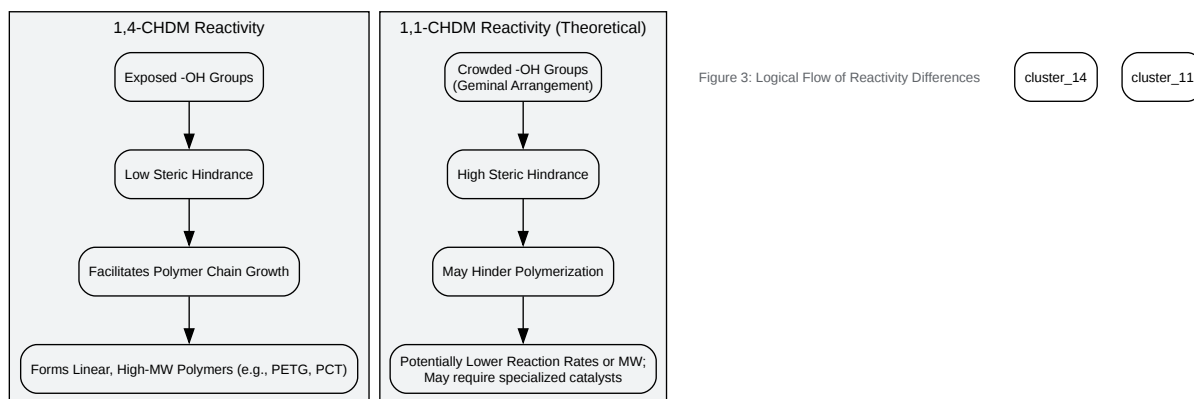 1,4-CHDM Reactivity
Exposed -OH Groups
Low Steric Hindrance
Facilitates Polymer Chain Growth
Forms Linear, High-MW Polymers (e.g., PETG, PCT)
1,1-CHDM Reactivity (Theoretical)
Crowded -OH Groups
(Geminal Arrangement)
High Steric Hindrance
May Hinder Polymerization
Potentially Lower Reaction Rates or MW;
May require specialized catalysts
Figure 3: Logical Flow of Reactivity Differences
cluster_14
cluster_11